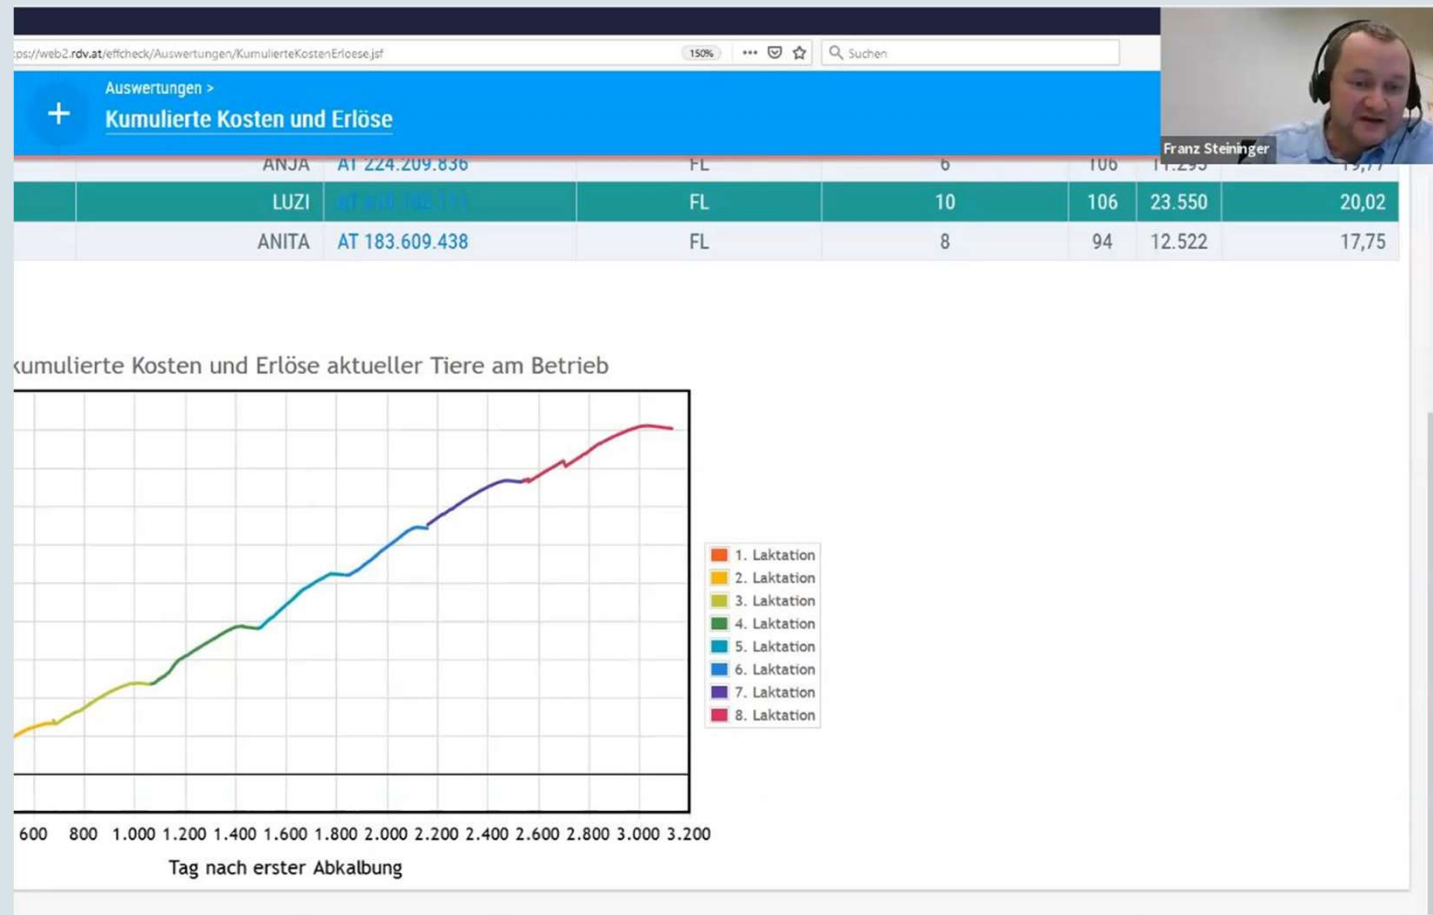 ps://web2.rdv.at/effcheck/Auswertungen/KumulierteKostenErloese.jsf 150% ••• Suchen
Auswertungen >
+ Kumulierte Kosten und Erlöse
Franz Steininger
ANJA AT 224.209.836 FL 6 106 11.293 19,77
LUZI FL 10 106 23.550 20,02
ANITA AT 183.609.438 FL 8 94 12.522 17,75
kumulierte Kosten und Erlöse aktueller Tiere am Betrieb
1. Laktation
2. Laktation
3. Laktation
4. Laktation
5. Laktation
6. Laktation
7. Laktation
8. Laktation
600 800 1.000 1.200 1.400 1.600 1.800 2.000 2.200 2.400 2.600 2.800 3.000 3.200
Tag nach erster Abkalbung